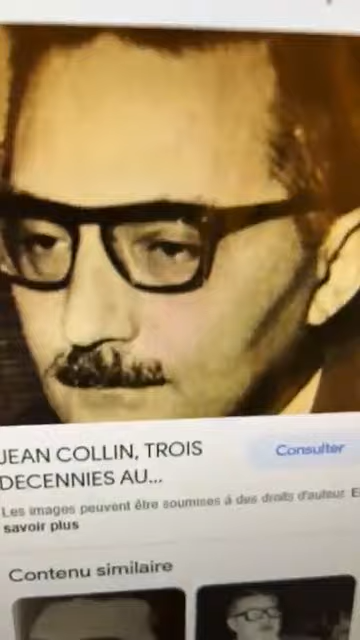 JEAN COLLIN, TROIS
DECENNIES AU...
Consulter
Les images peuvent être soumises à des droits d'auteur. E
savoir plus
Contenu similaire